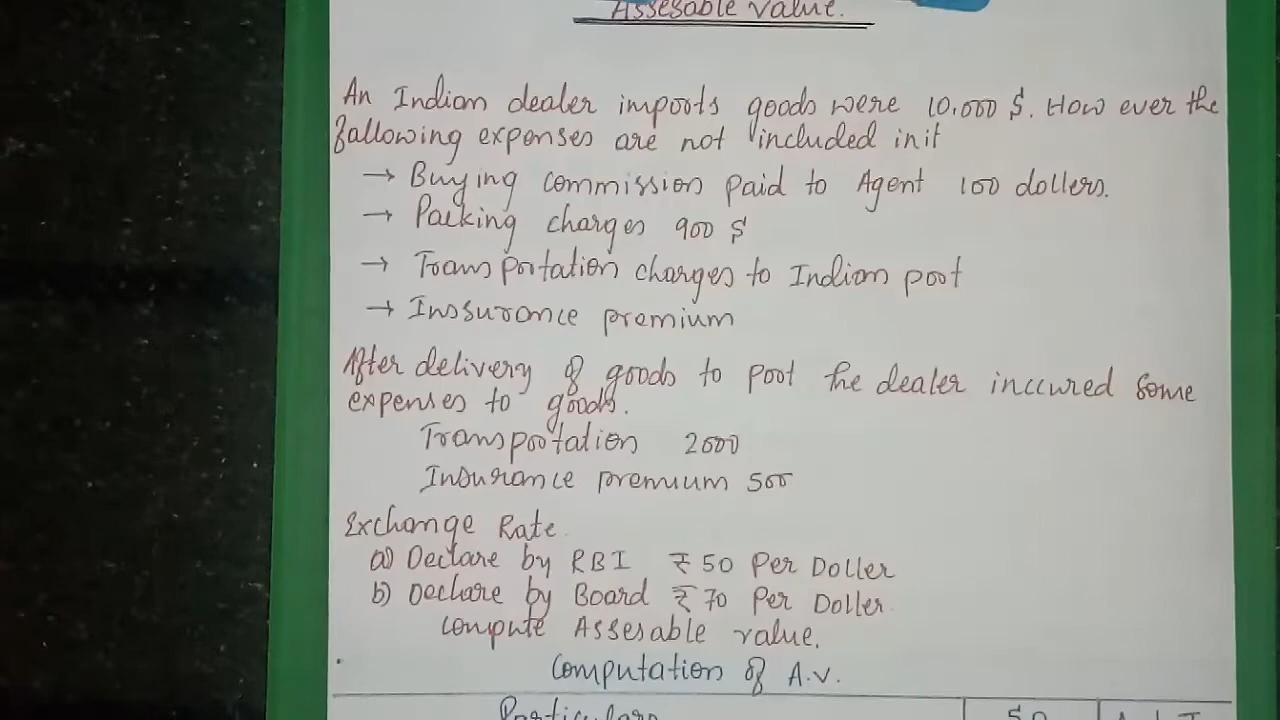 Assesable value.
An Indian dealer imports goods were 10,000 $. How ever the
fallowing expenses are not included in it
→ Buying commission paid to Agent 100 dollers.
→ Packing charges 900 $
→ Transportation charges to Indian port
→ Inssurance premium
After delivery of goods to port the dealer inccured some
expenses to goods.
Transportation 2000
Insurance premium 500
Exchange Rate
a) Declare by RBI ₹ 50 Per Doller
b) Declare by Board ₹ 70 Per Doller
compute Assesable value.
Computation of A.V.
Particulars